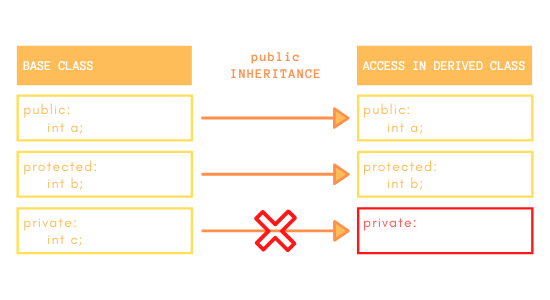 BASE CLASS
public
INHERITANCE
ACCESS IN DERIVED CLASS
public:
int a;
public:
int a;
protected:
int b;
protected:
int b;
private:
int c;
private: